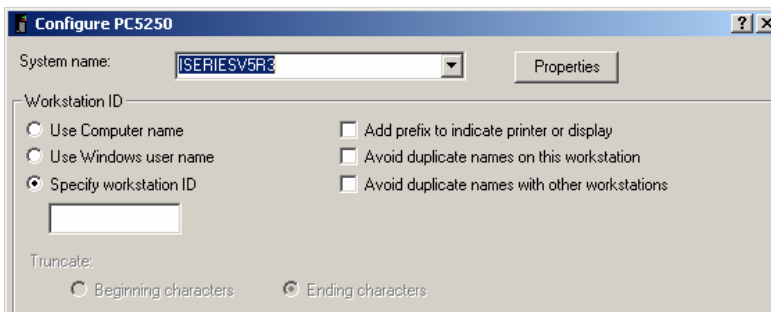 Configure PC5250
System name: ISERIESV5R3 Properties
Workstation ID
Use Computer name Add prefix to indicate printer or display
Use Windows user name Avoid duplicate names on this workstation
Specify workstation ID Avoid duplicate names with other workstations
Truncate:
Beginning characters Ending characters